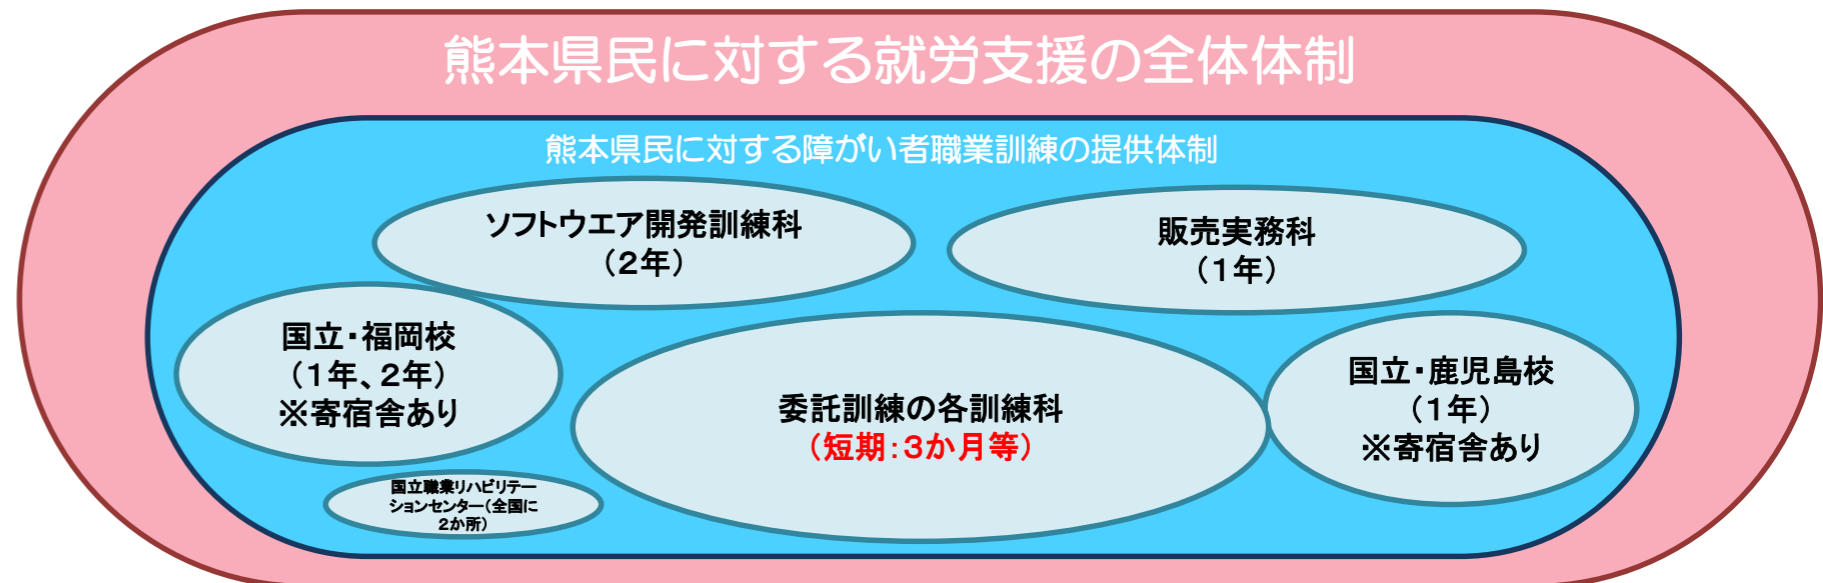 熊本県民に対する就労支援の全体体制
熊本県民に対する障がい者職業訓練の提供体制
ソフトウエア開発訓練科
（２年）
販売実務科
（１年）
国立・福岡校
（１年、２年）
※寄宿舎あり
委託訓練の各訓練科
（短期：３か月等）
国立・鹿児島校
（１年）
※寄宿舎あり
国立職業リハビリテー
ションセンター（全国に
２か所）